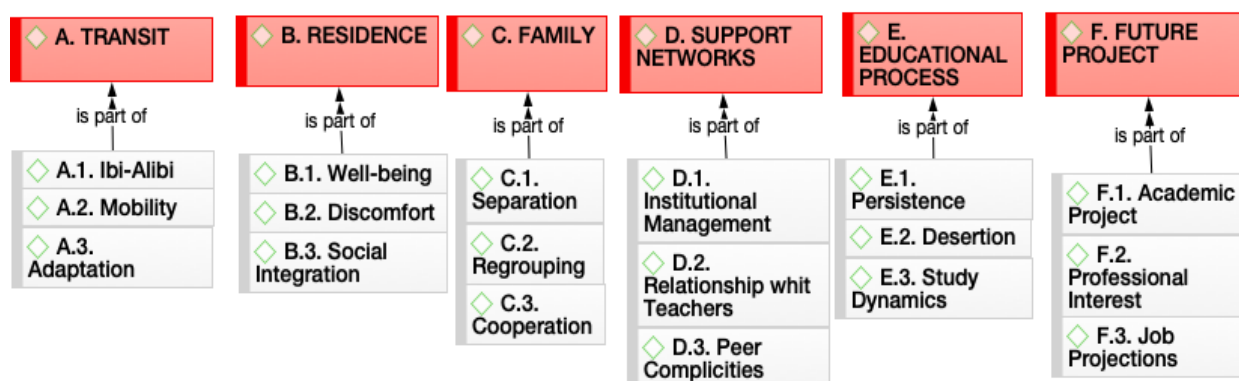 A. TRANSIT
is part of
A.1. Ibi-Alibi
A.2. Mobility
A.3.
Adaptation
B. RESIDENCE
is part of
B.1. Well-being
B.2. Discomfort
B.3. Social
Integration
C. FAMILY
is part of
C.1.
Separation
C.2.
Regrouping
C.3.
Cooperation
D. SUPPORT
NETWORKS
is part of
D.1.
Institutional
Management
D.2.
Relationship whit
Teachers
D.3. Peer
Complicities
E.
EDUCATIONAL
PROCESS
is part of
E.1.
Persistence
E.2. Desertion
E.3. Study
Dynamics
F. FUTURE
PROJECT
is part of
F.1. Academic
Project
F.2.
Professional
Interest
F.3. Job
Projections